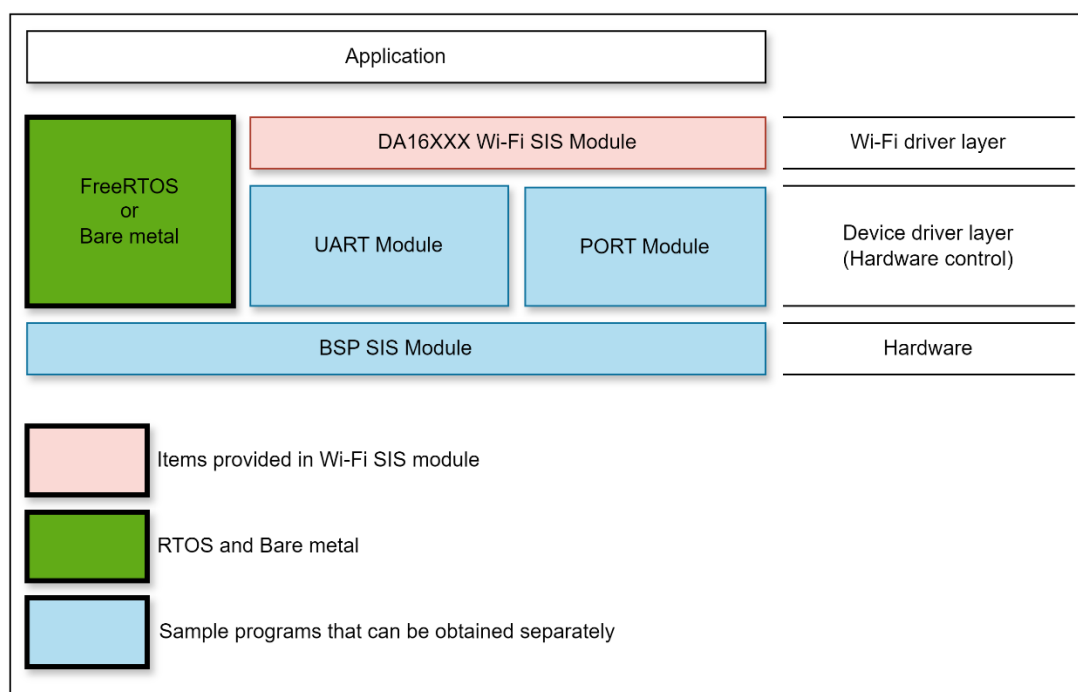 Application
FreeRTOS
or
Bare metal
DA16XXX Wi-Fi SIS Module
Wi-Fi driver layer
UART Module
PORT Module
Device driver layer
(Hardware control)
BSP SIS Module
Hardware
Items provided in Wi-Fi SIS module
RTOS and Bare metal
Sample programs that can be obtained separately